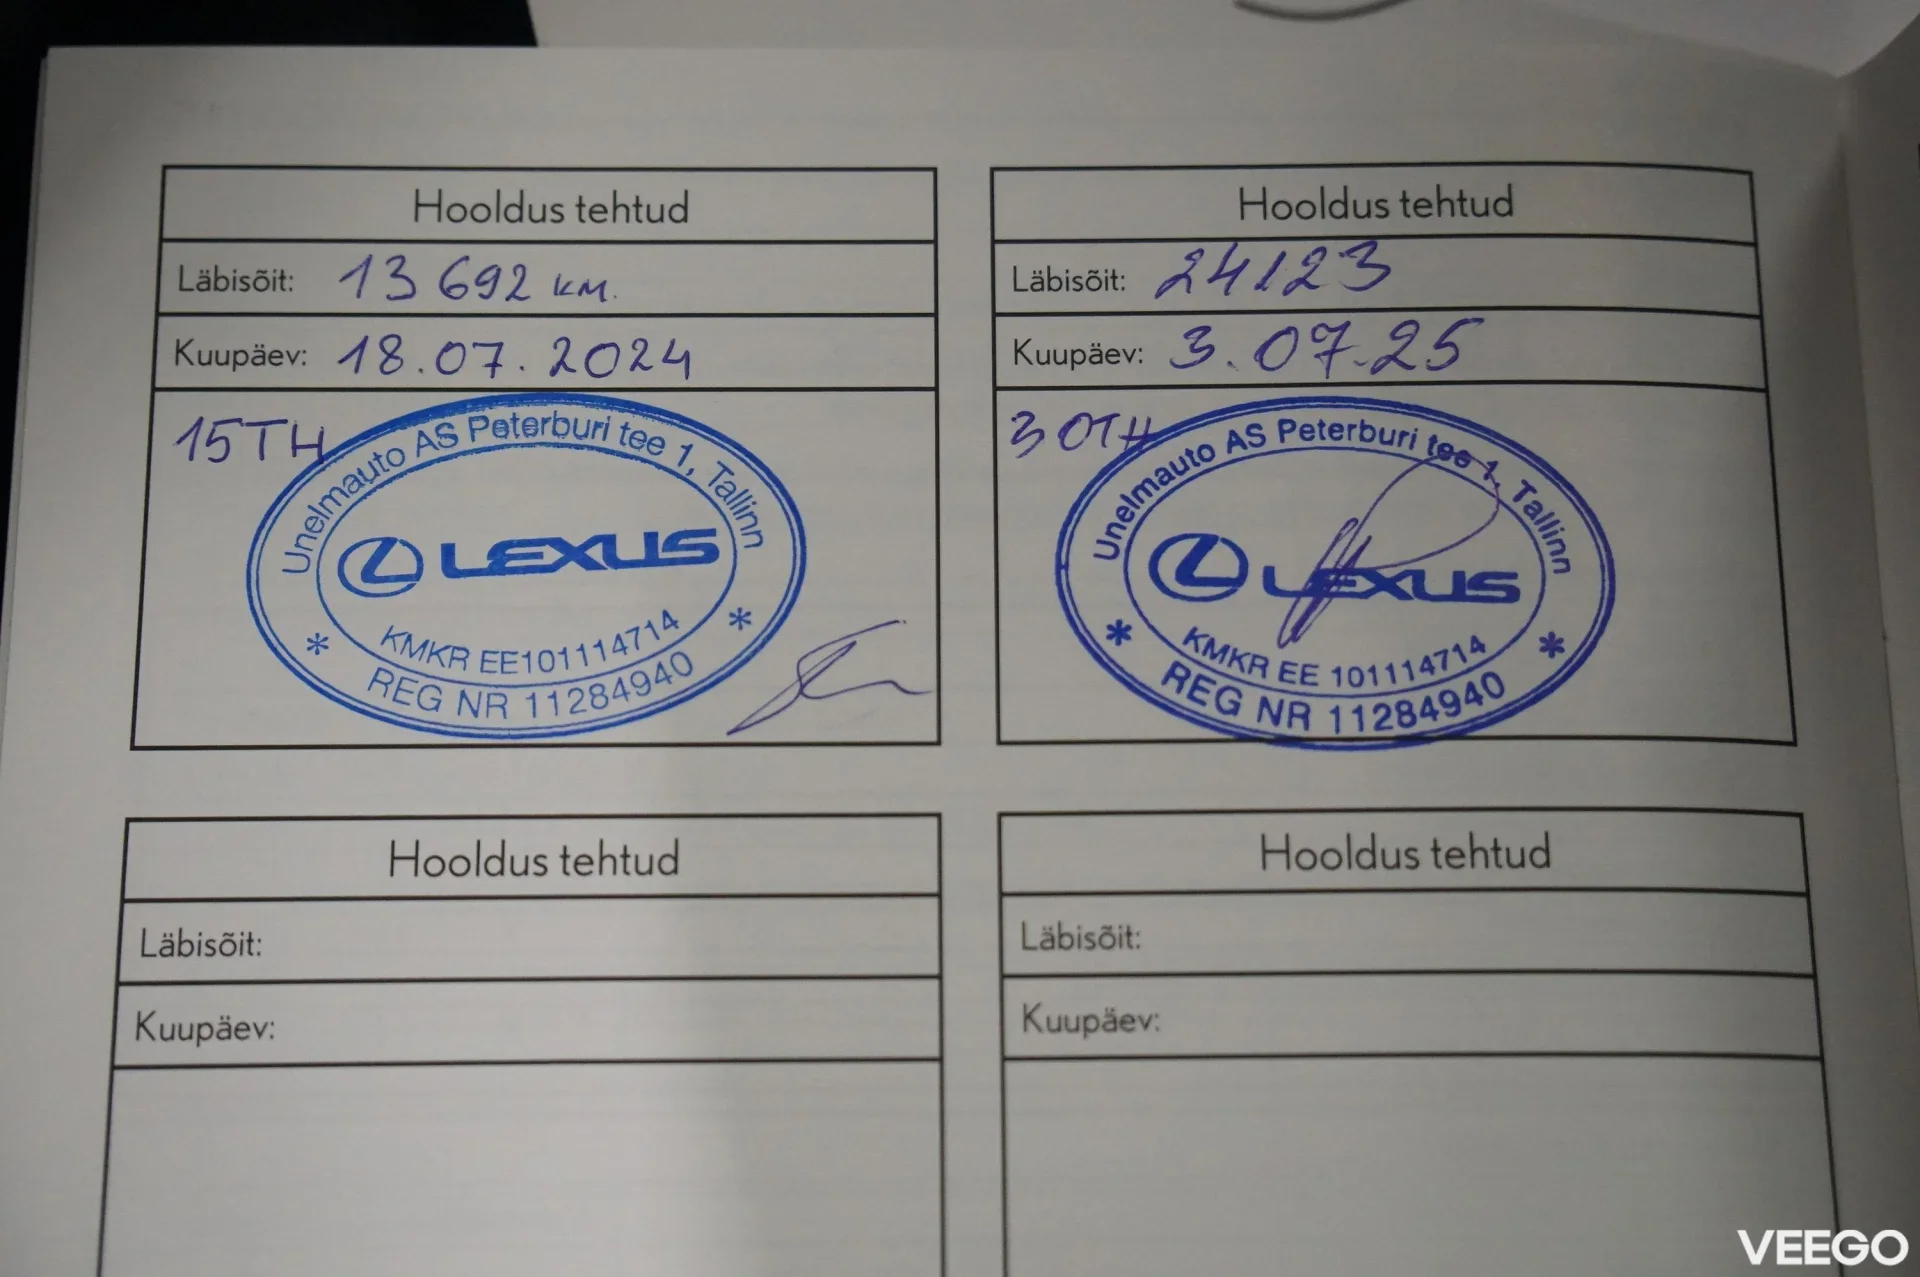 Hooldus tehtud
Läbisõit: 13 692 км.
Kuupäev: 18.07.2024
15TH
Unelmauto AS Peterburi tee 1, Tallinn
LEXUS
KMKR EE101114714
* REG NR 11284940 *
Hooldus tehtud
Läbisõit: 24123
Kuupäev: 3.07.25
30TH
Unelmauto AS Peterburi tee 1, Tallinn
LEXUS
KMKR EE 101114714
* REG NR 11284940 *
Hooldus tehtud
Läbisõit:
Kuupäev:
Hooldus tehtud
Läbisõit:
Kuupäev:
VEEGO